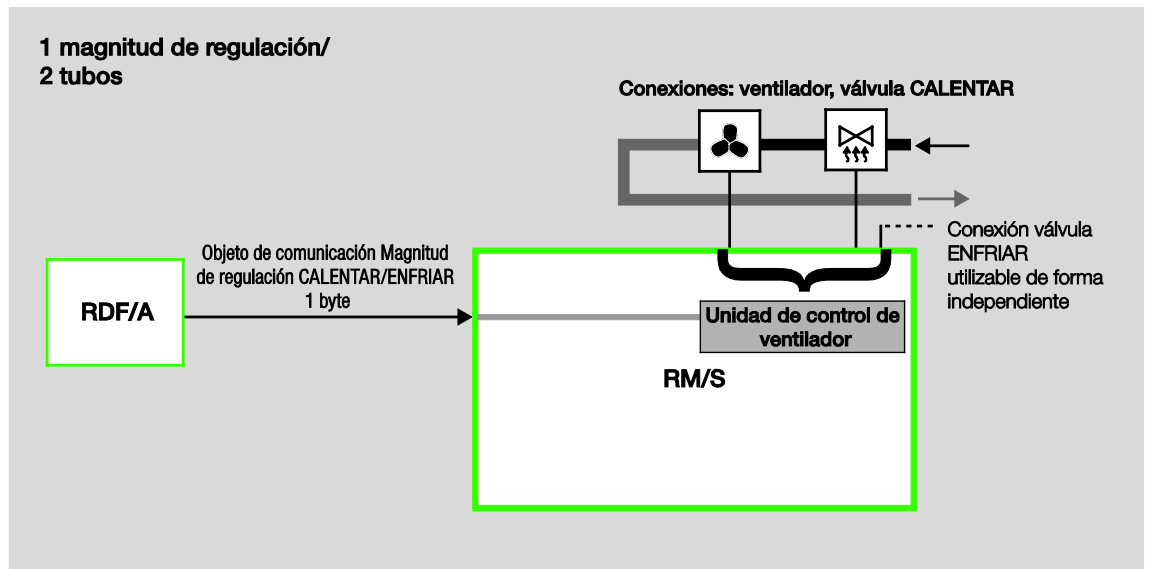 1 magnitud de regulación/
2 tubos
Conexiones: ventilador, válvula CALENTAR
Objeto de comunicación Magnitud
de regulación CALENTAR/ENFRIAR
1 byte
Conexión válvula
ENFRIAR
utilizable de forma
independiente
RDF/A
Unidad de control de
ventilador
RM/S